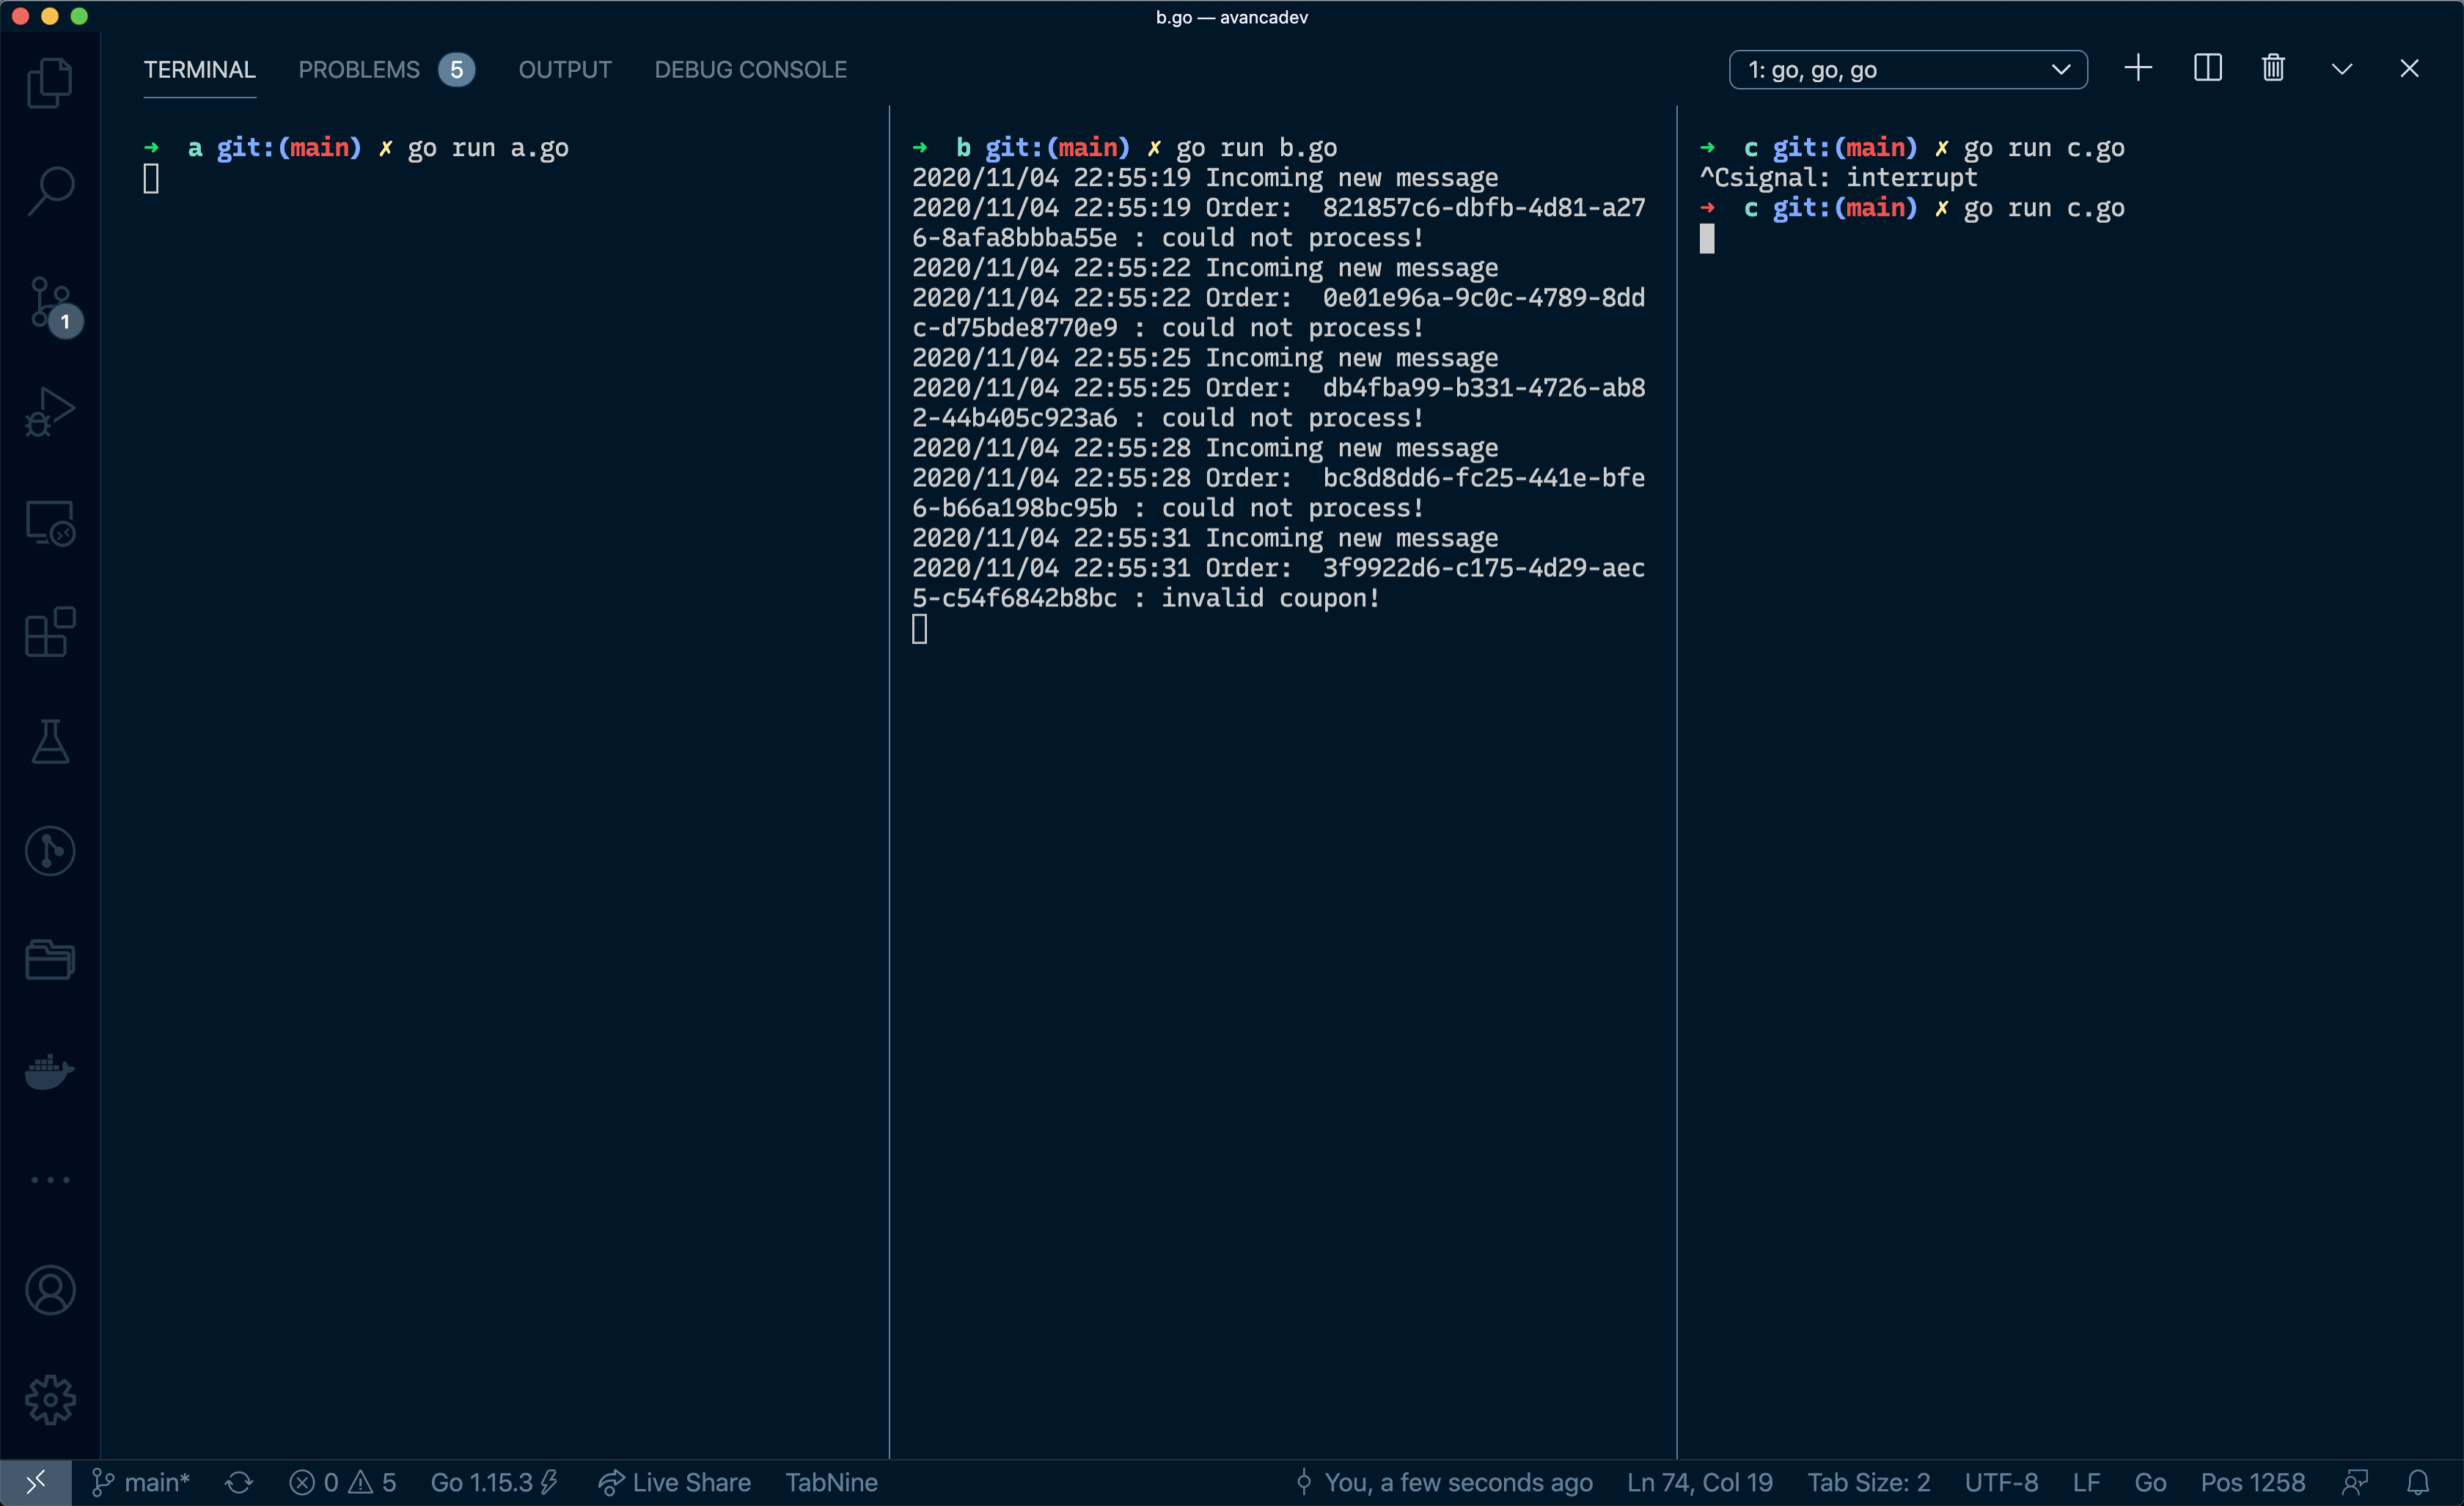 b.go — avancadev
TERMINAL PROBLEMS 5 OUTPUT DEBUG CONSOLE 1: go, go, go
➜ a git:(main) ✗ go run a.go
➜ b git:(main) ✗ go run b.go
2020/11/04 22:55:19 Incoming new message
2020/11/04 22:55:19 Order:  821857c6-dbfb-4d81-a27
6-8afa8bbba55e : could not process!
2020/11/04 22:55:22 Incoming new message
2020/11/04 22:55:22 Order:  0e01e96a-9c0c-4789-8dd
c-d75bde8770e9 : could not process!
2020/11/04 22:55:25 Incoming new message
2020/11/04 22:55:25 Order:  db4fba99-b331-4726-ab8
2-44b405c923a6 : could not process!
2020/11/04 22:55:28 Incoming new message
2020/11/04 22:55:28 Order:  bc8d8dd6-fc25-441e-bfe
6-b66a198bc95b : could not process!
2020/11/04 22:55:31 Incoming new message
2020/11/04 22:55:31 Order:  3f9922d6-c175-4d29-aec
5-c54f6842b8bc : invalid coupon!
➜ c git:(main) ✗ go run c.go
^Csignal: interrupt
➜ c git:(main) ✗ go run c.go
1
main* 0 5 Go 1.15.3 Live Share TabNine You, a few seconds ago Ln 74, Col 19 Tab Size: 2 UTF-8 LF Go Pos 1258